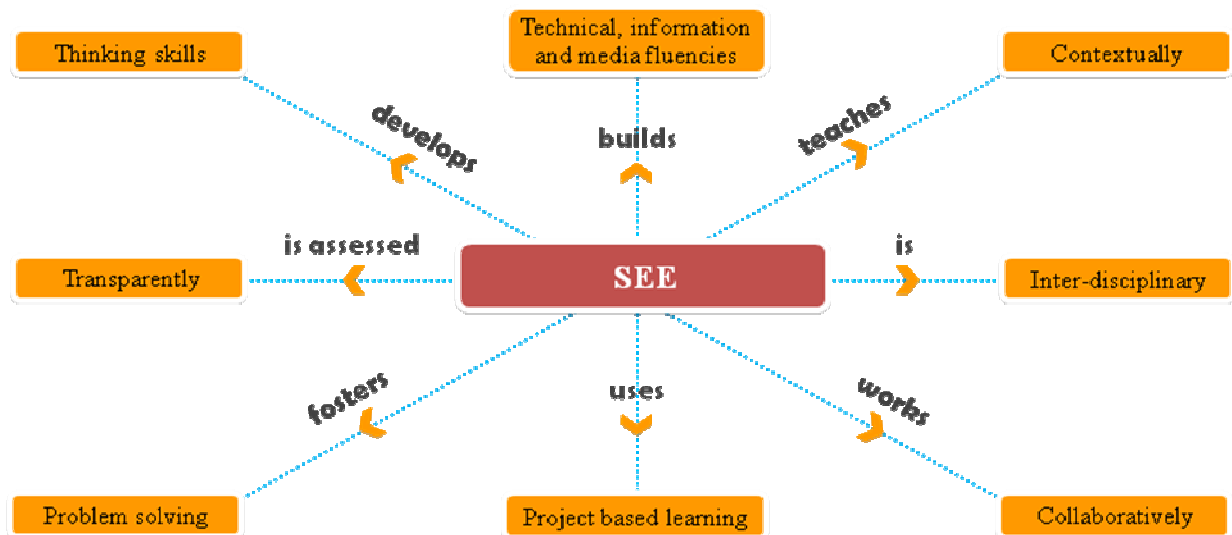 Technical, information
and media fluencies
Thinking skills
Contextually
develops
builds
teaches
is assessed
is
Transparently
SEE
Inter-disciplinary
fosters
uses
works
Problem solving
Project based learning
Collaboratively